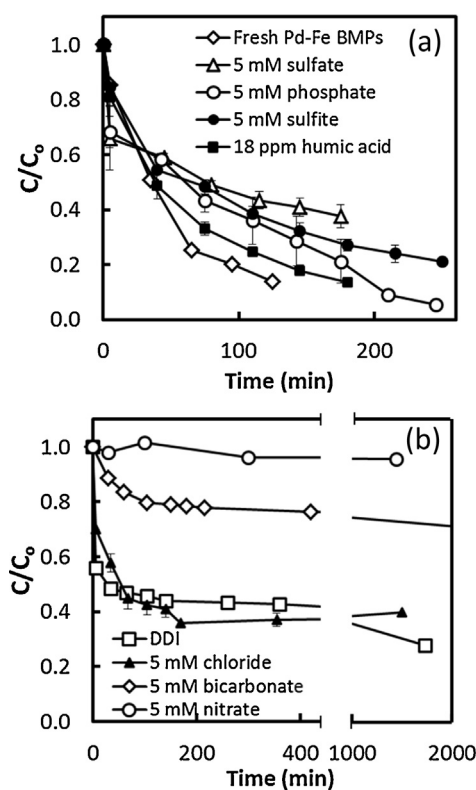 (a)
Fresh Pd-Fe BMPs
5 mM sulfate
5 mM phosphate
5 mM sulfite
18 ppm humic acid
C/Co
1.0
0.8
0.6
0.4
0.2
0.0
0 100 200
Time (min)
(b)
C/Co
1.0
0.8
0.6
0.4
0.2
0.0
DDI
5 mM chloride
5 mM bicarbonate
5 mM nitrate
0 200 400 1000 2000
Time (min)